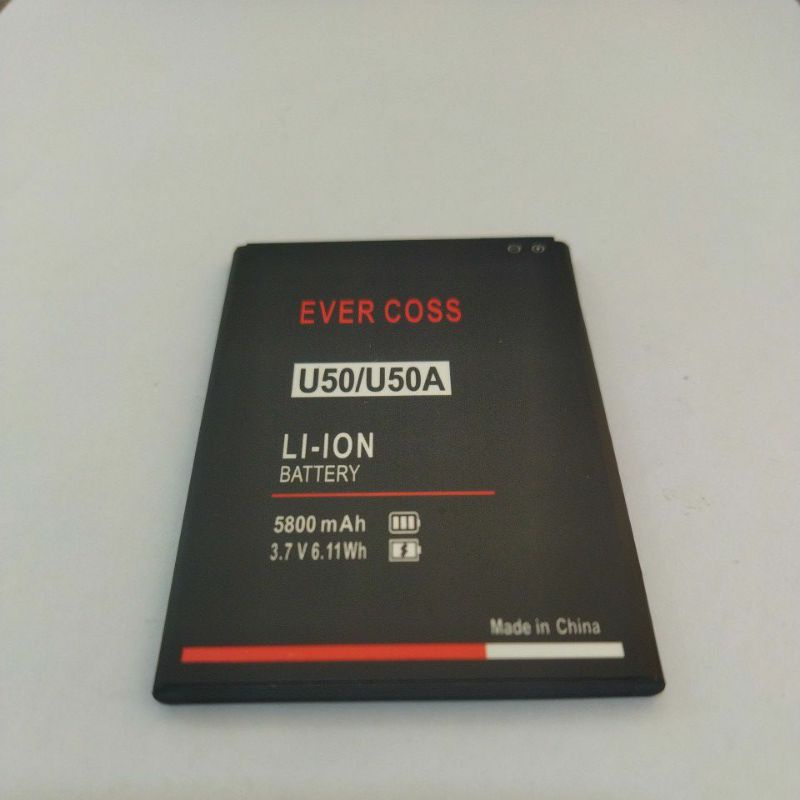 EVER COSS
U50/U50A
LI-ION
BATTERY
5800 mAh
3.7 V 6.11Wh
Made in China